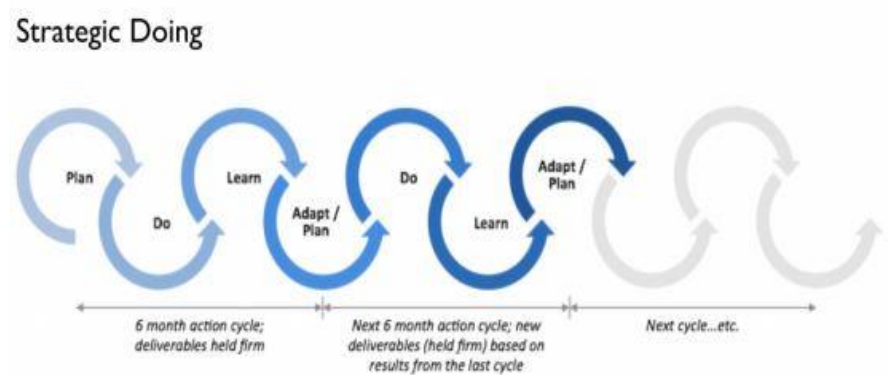 Strategic Doing
Plan
Do
Learn
Adapt /
Plan
Do
Learn
Adapt /
Plan
6 month action cycle;
deliverables held firm
Next 6 month action cycle; new
deliverables (held firm) based on
results from the last cycle
Next cycle...etc.